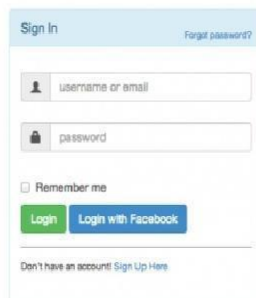 Sign In
Forgot password?
username or email
password
Remember me
Login Login with Facebook
Don't have an account! Sign Up Here